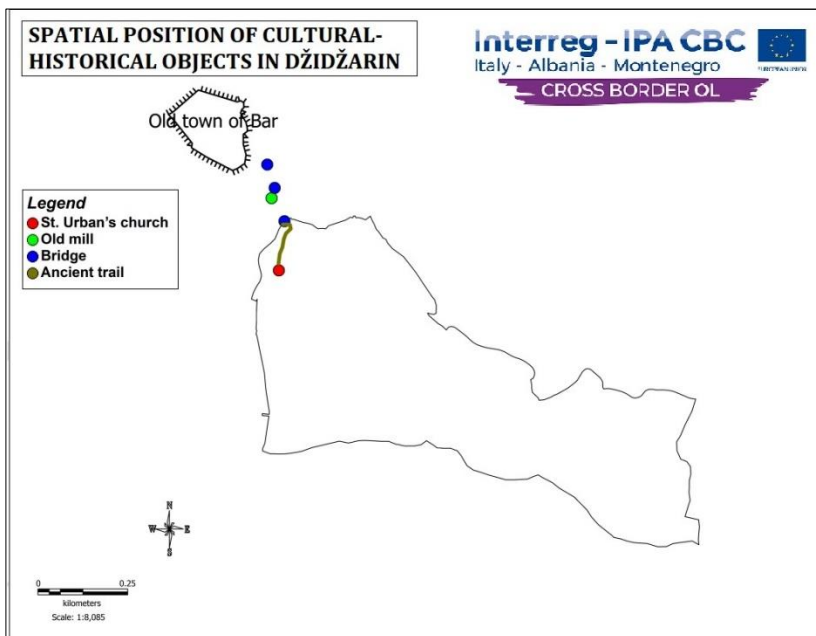 SPATIAL POSITION OF CULTURAL-
HISTORICAL OBJECTS IN DŽIDŽARIN
Interreg - IPA CBC
Italy - Albania - Montenegro
EUROPEAN UNION
CROSS BORDER OL
Old town of Bar
Legend
St. Urban's church
Old mill
Bridge
Ancient trail
N
W E
S
0 0.25
kilometers
Scale: 1:8,085